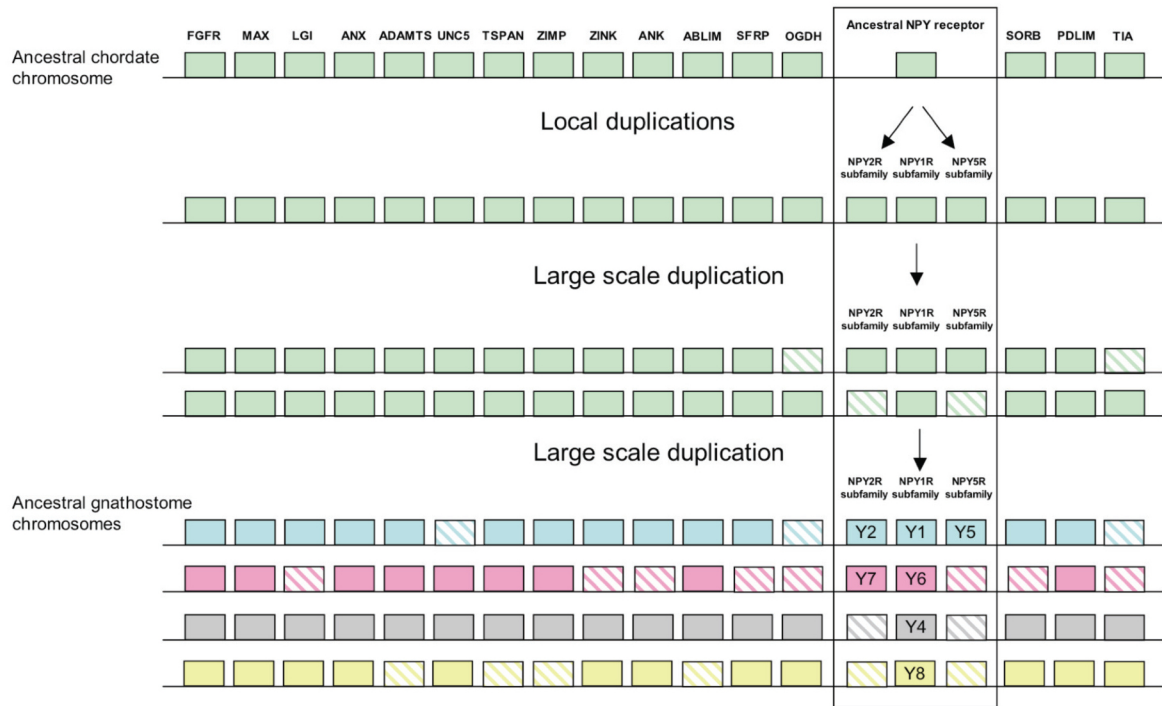 Ancestral NPY receptor
FGFR MAX LGI ANX ADAMTS UNC5 TSPAN ZIMP ZINK ANK ABLIM SFRP OGDH SORB PDLIM TIA
Ancestral chordate
chromosome
Local duplications
NPY2R NPY1R NPY5R
subfamily subfamily subfamily
Large scale duplication
NPY2R NPY1R NPY5R
subfamily subfamily subfamily
Large scale duplication
NPY2R NPY1R NPY5R
subfamily subfamily subfamily
Ancestral gnathostome
chromosomes
Y2 Y1 Y5
Y7 Y6
Y4
Y8